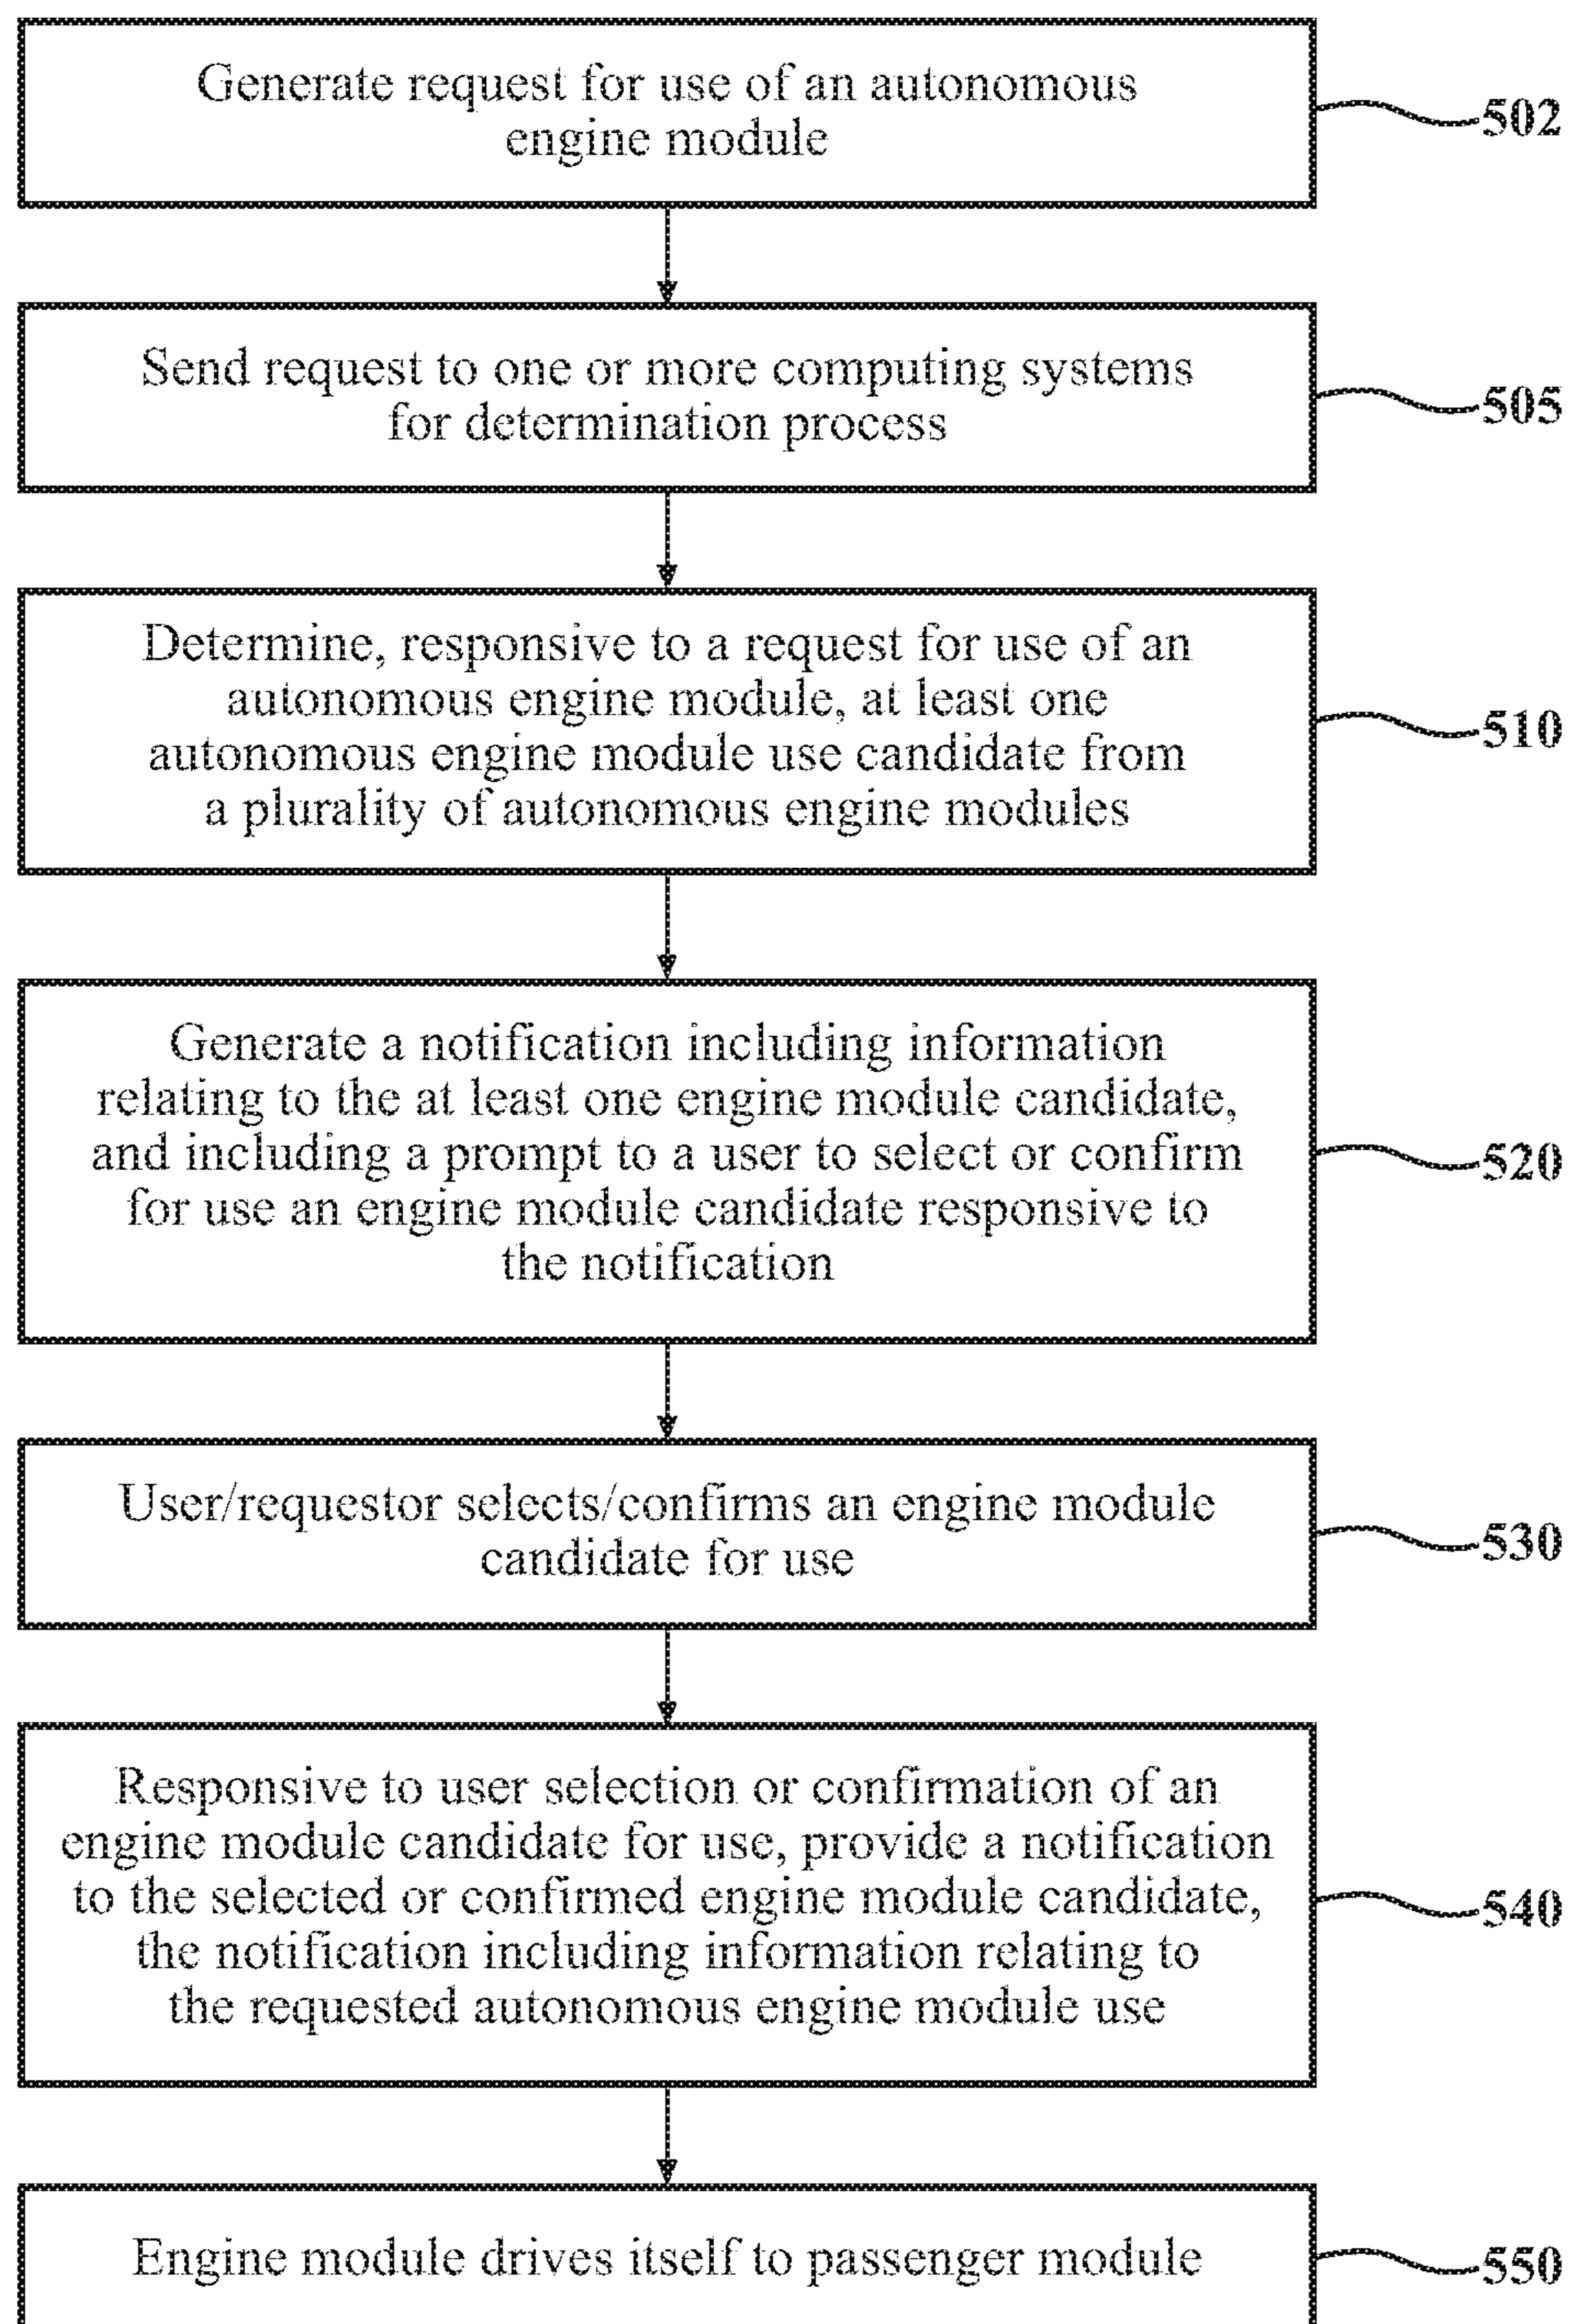 Generate request for use of an autonomous
engine module
502
Send request to one or more computing systems
for determination process
505
Determine, responsive to a request for use of an
autonomous engine module, at least one
autonomous engine module use candidate from
a plurality of autonomous engine modules
510
Generate a notification including information
relating to the at least one engine module candidate,
and including a prompt to a user to select or confirm
for use an engine module candidate responsive to
the notification
520
User/requestor selects/confirms an engine module
candidate for use
530
Responsive to user selection or confirmation of an
engine module candidate for use, provide a notification
to the selected or confirmed engine module candidate,
the notification including information relating to
the requested autonomous engine module use
540
Engine module drives itself to passenger module
550